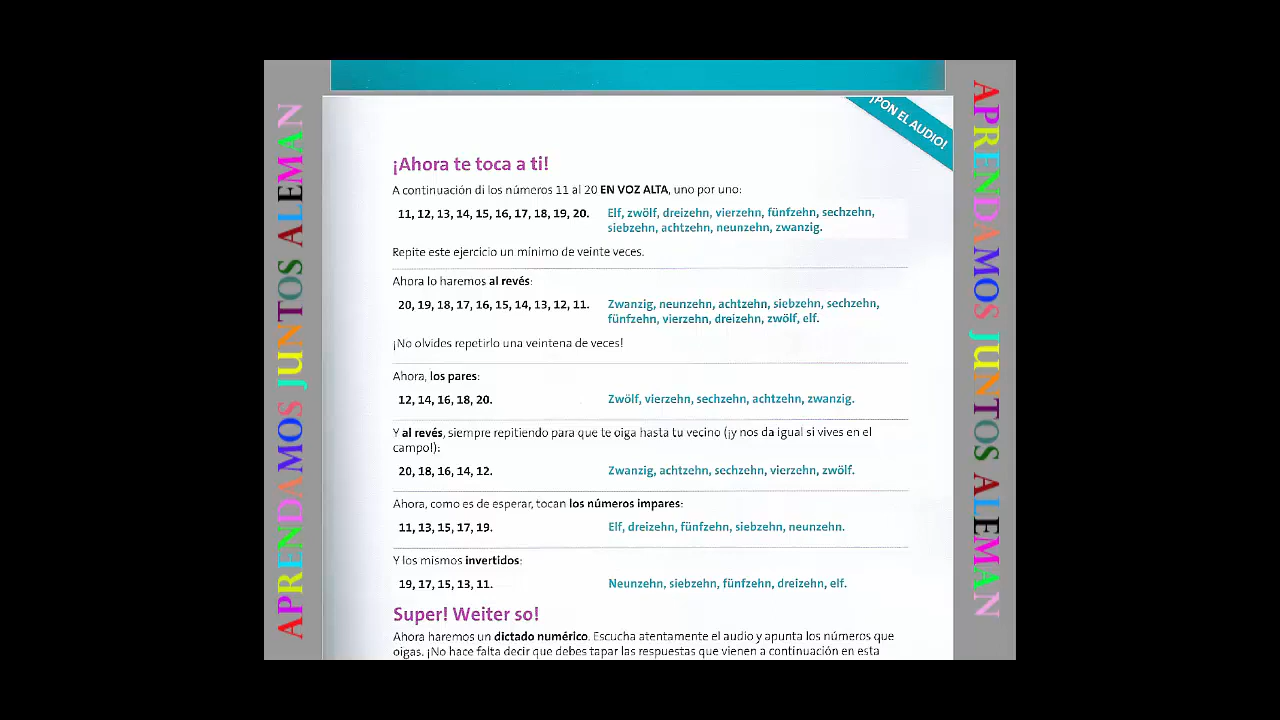 ¡PON EL AUDIO!
APRENDAMOS JUNTOS ALEMAN
APRENDAMOS JUNTOS ALEMAN
¡Ahora te toca a ti!
A continuación di los números 11 al 20 EN VOZ ALTA, uno por uno:
11, 12, 13, 14, 15, 16, 17, 18, 19, 20.
Elf, zwölf, dreizehn, vierzehn, fünfzehn, sechzehn,
siebzehn, achtzehn, neunzehn, zwanzig.
Repite este ejercicio un mínimo de veinte veces.
Ahora lo haremos al revés:
20, 19, 18, 17, 16, 15, 14, 13, 12, 11.
Zwanzig, neunzehn, achtzehn, siebzehn, sechzehn,
fünfzehn, vierzehn, dreizehn, zwölf, elf.
¡No olvides repetirlo una veintena de veces!
Ahora, los pares:
12, 14, 16, 18, 20.
Zwölf, vierzehn, sechzehn, achtzehn, zwanzig.
Y al revés, siempre repitiendo para que te oiga hasta tu vecino (¡y nos da igual si vives en el
campo!):
20, 18, 16, 14, 12.
Zwanzig, achtzehn, sechzehn, vierzehn, zwölf.
Ahora, como es de esperar, tocan los números impares:
11, 13, 15, 17, 19.
Elf, dreizehn, fünfzehn, siebzehn, neunzehn.
Y los mismos invertidos:
19, 17, 15, 13, 11.
Neunzehn, siebzehn, fünfzehn, dreizehn, elf.
Super! Weiter so!
Ahora haremos un dictado numérico. Escucha atentamente el audio y apunta los números que
oigas. ¡No hace falta decir que debes tapar las respuestas que vienen a continuación en esta